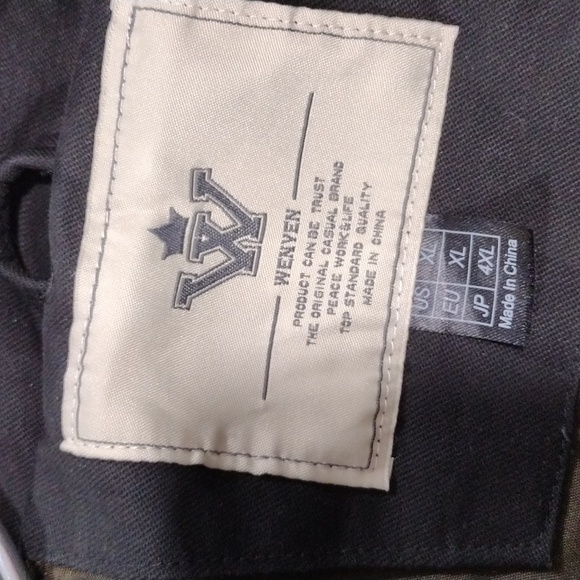 W
WENVEN
PRODUCT CAN BE TRUST
THE ORIGINAL CASUAL BRAND
PEACE WORK&LIFE
TOP STANDARD QUALITY
MADE IN CHINA
US XL
EU XL
JP 4XL
Made In China